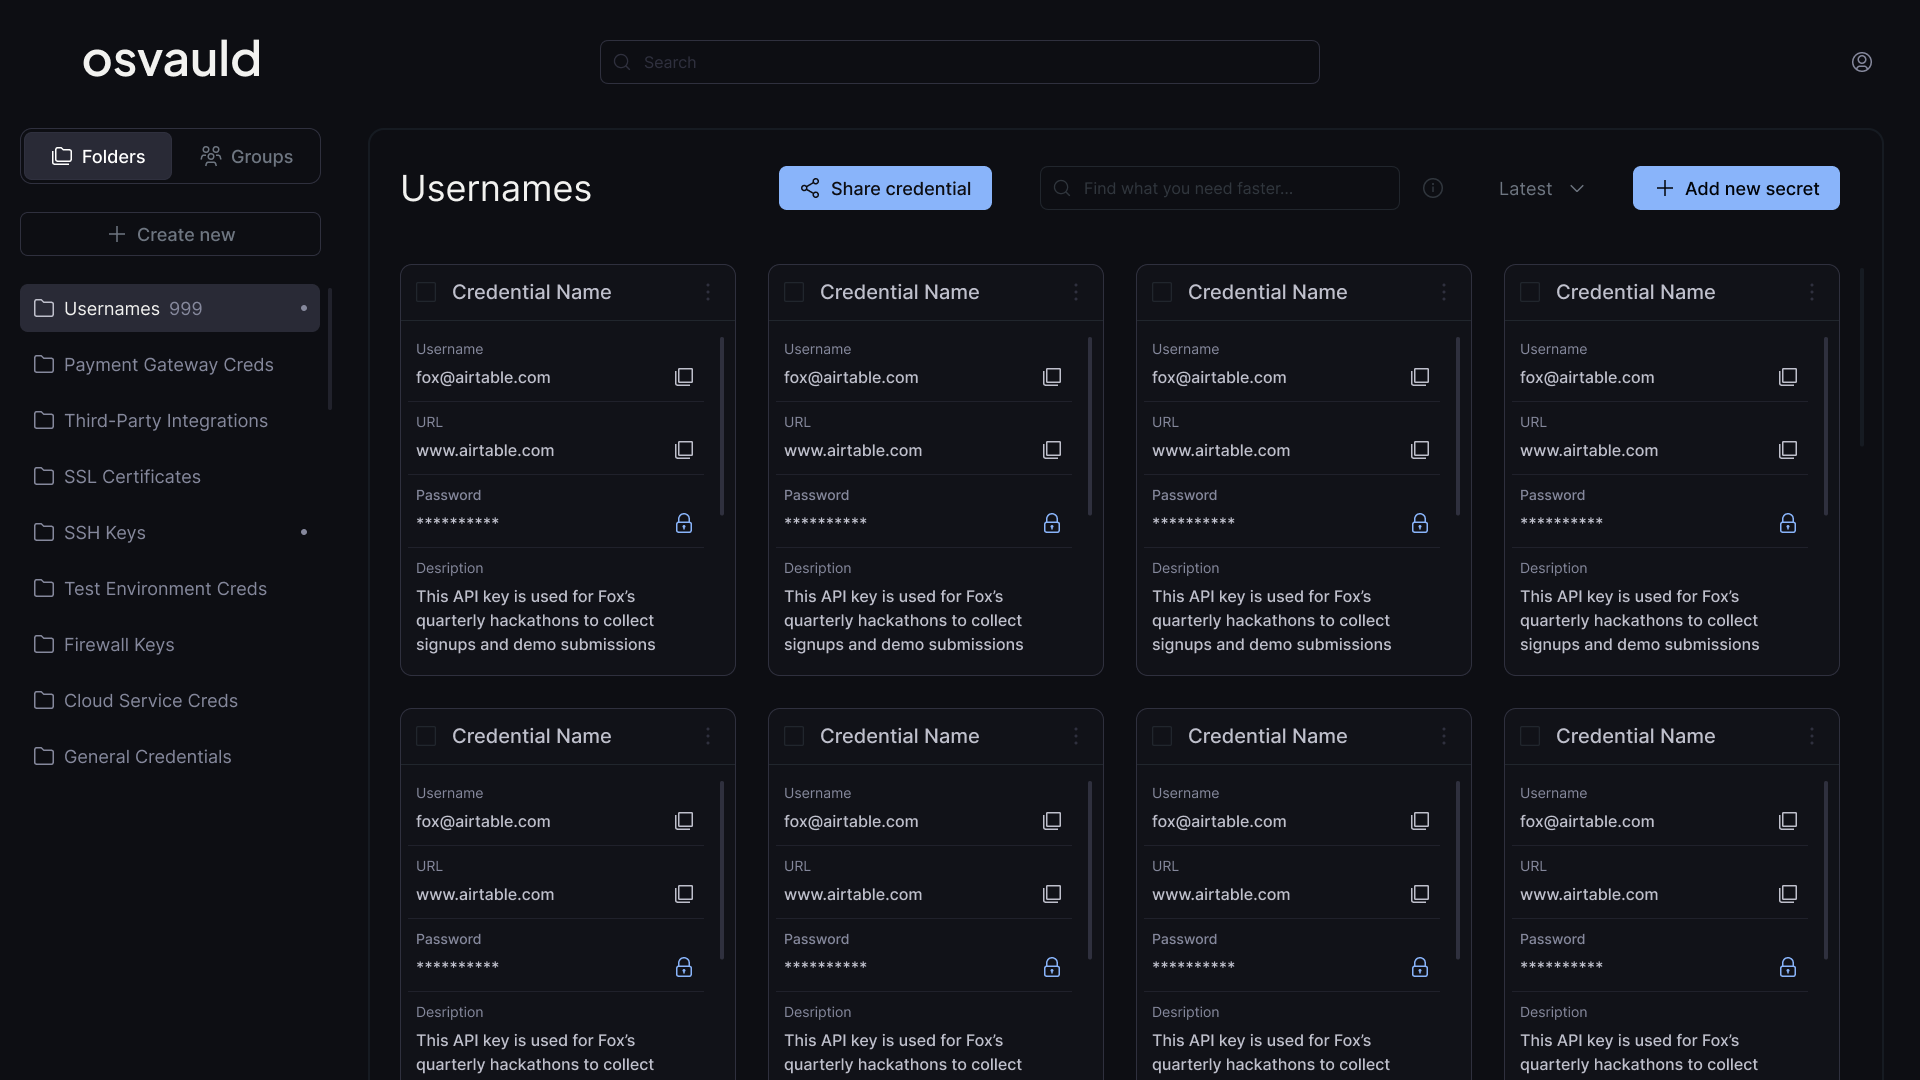 osvauld
Search
Folders
Groups
Create new
Usernames 999
Payment Gateway Creds
Third-Party Integrations
SSL Certificates
SSH Keys
Test Environment Creds
Firewall Keys
Cloud Service Creds
General Credentials
Usernames
Share credential
Find what you need faster...
Latest
Add new secret
Credential Name
Username
fox@airtable.com
URL
www.airtable.com
Password
**********
Desription
This API key is used for Fox’s
quarterly hackathons to collect
signups and demo submissions
Credential Name
Username
fox@airtable.com
URL
www.airtable.com
Password
**********
Desription
This API key is used for Fox’s
quarterly hackathons to collect
signups and demo submissions
Credential Name
Username
fox@airtable.com
URL
www.airtable.com
Password
**********
Desription
This API key is used for Fox’s
quarterly hackathons to collect
signups and demo submissions
Credential Name
Username
fox@airtable.com
URL
www.airtable.com
Password
**********
Desription
This API key is used for Fox’s
quarterly hackathons to collect
signups and demo submissions
Credential Name
Username
fox@airtable.com
URL
www.airtable.com
Password
**********
Desription
This API key is used for Fox’s
quarterly hackathons to collect
Credential Name
Username
fox@airtable.com
URL
www.airtable.com
Password
**********
Desription
This API key is used for Fox’s
quarterly hackathons to collect
Credential Name
Username
fox@airtable.com
URL
www.airtable.com
Password
**********
Desription
This API key is used for Fox’s
quarterly hackathons to collect
Credential Name
Username
fox@airtable.com
URL
www.airtable.com
Password
**********
Desription
This API key is used for Fox’s
quarterly hackathons to collect